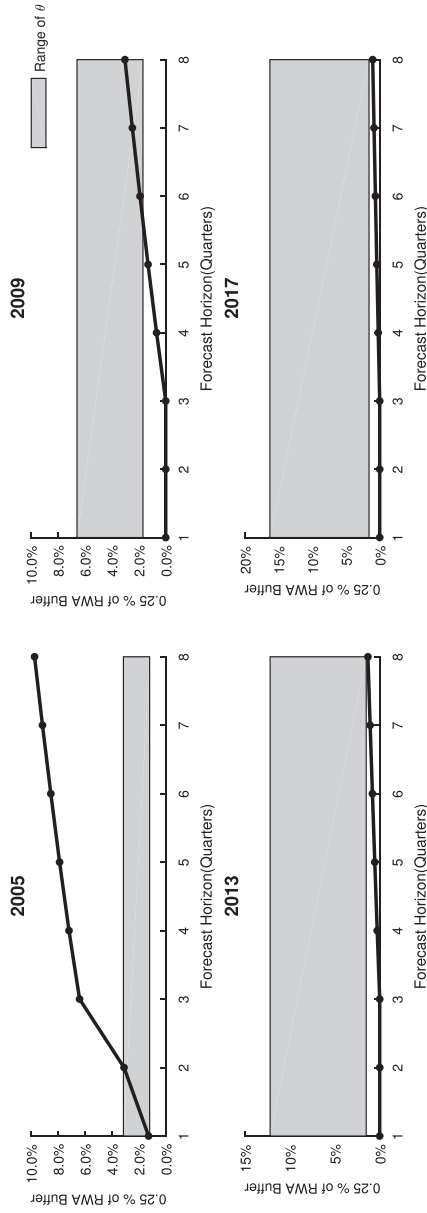 Range of θ
2005
10.0%
8.0%
6.0%
4.0%
2.0%
0.0%
0.25 % of RWA Buffer
1 2 3 4 5 6 7 8
Forecast Horizon(Quarters)
2009
10.0%
8.0%
6.0%
4.0%
2.0%
0.0%
0.25 % of RWA Buffer
1 2 3 4 5 6 7 8
Forecast Horizon(Quarters)
2013
15%
10%
5%
0%
0.25 % of RWA Buffer
1 2 3 4 5 6 7 8
Forecast Horizon(Quarters)
2017
20%
15%
10%
5%
0%
0.25 % of RWA Buffer
1 2 3 4 5 6 7 8
Forecast Horizon(Quarters)